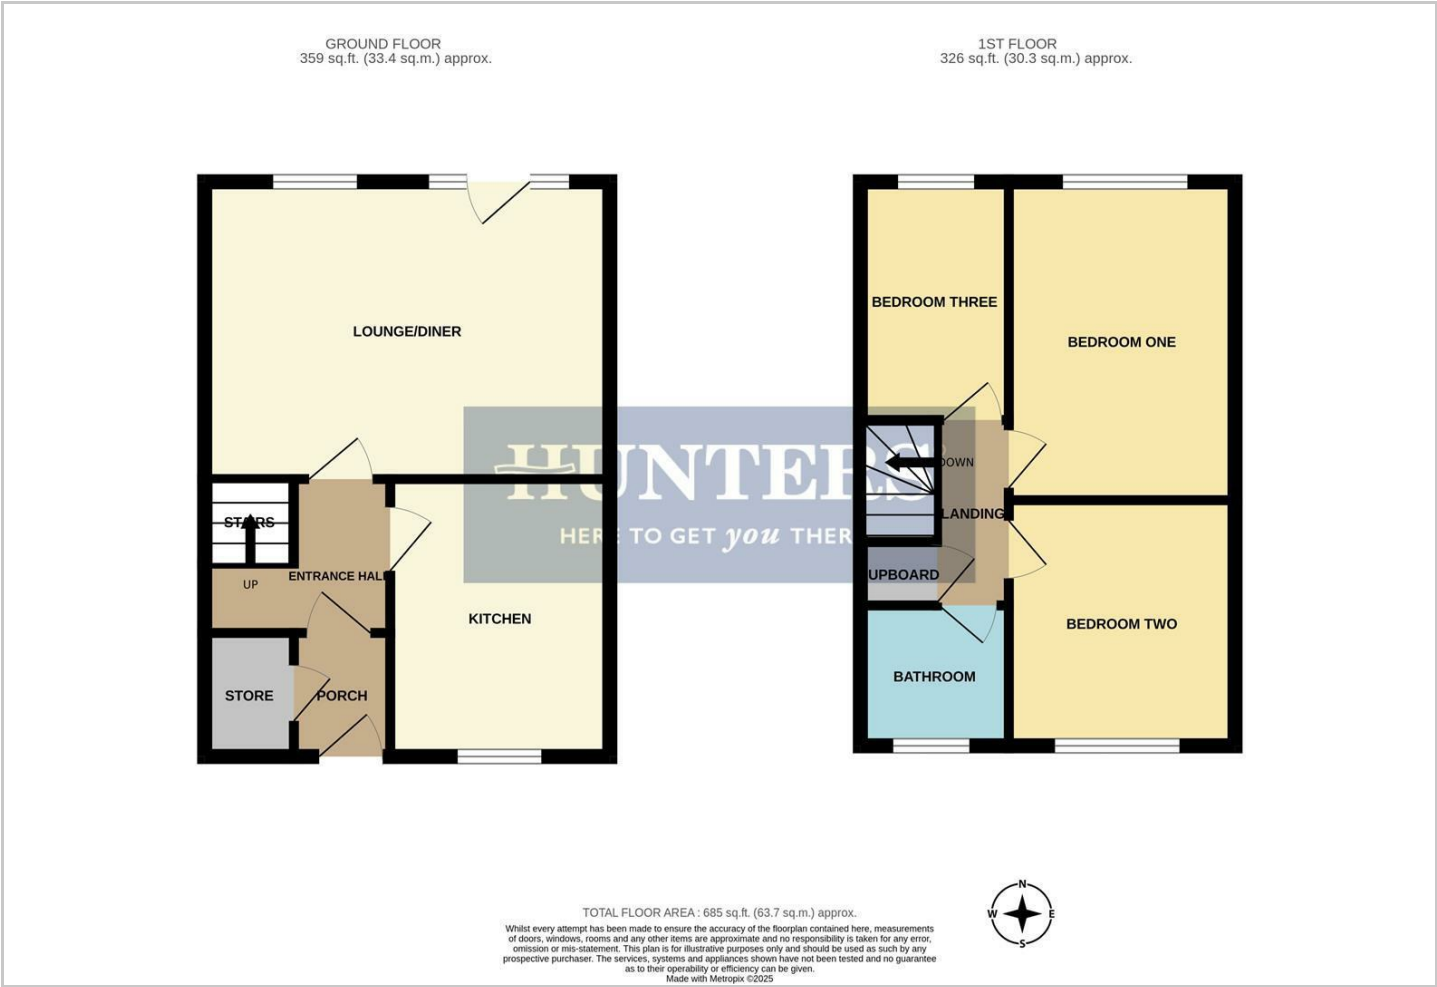 GROUND FLOOR
359 sq.ft. (33.4 sq.m.) approx.
1ST FLOOR
326 sq.ft. (30.3 sq.m.) approx.
LOUNGE/DINER
STAIRS
UP
ENTRANCE HALL
KITCHEN
STORE
PORCH
HUNTERS®
HERE TO GET you THERE
BEDROOM THREE
BEDROOM ONE
DOWN
LANDING
UPBOARD
BEDROOM TWO
BATHROOM
N
W E
S
TOTAL FLOOR AREA : 685 sq.ft. (63.7 sq.m.) approx.
Whilst every attempt has been made to ensure the accuracy of the floorplan contained here, measurements
of doors, windows, rooms and any other items are approximate and no responsibility is taken for any error,
omission or mis-statement. This plan is for illustrative purposes only and should be used as such by any
prospective purchaser. The services, systems and appliances shown have not been tested and no guarantee
as to their operability or efficiency can be given.
Made with Metropix ©2025